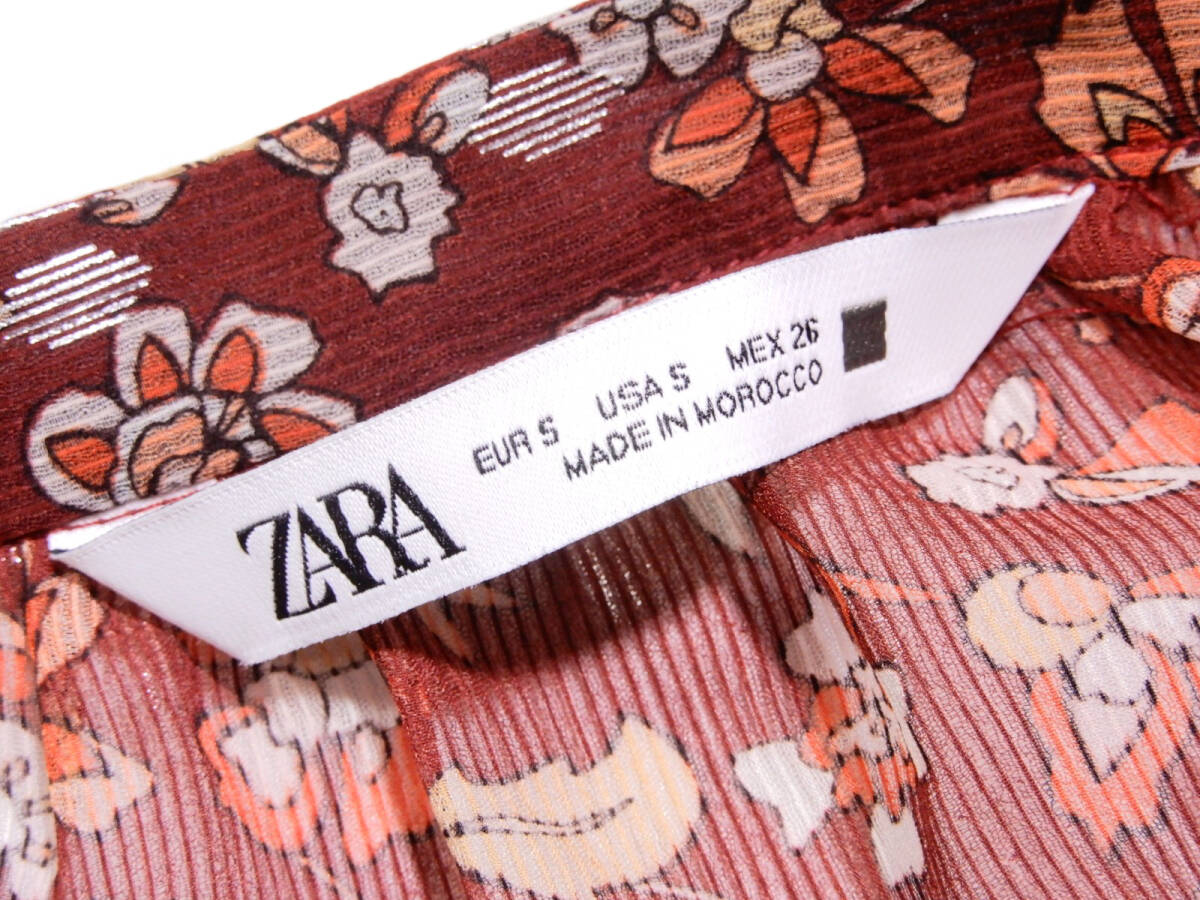 ZARA
EUR S USA S MEX 26
MADE IN MOROCCO